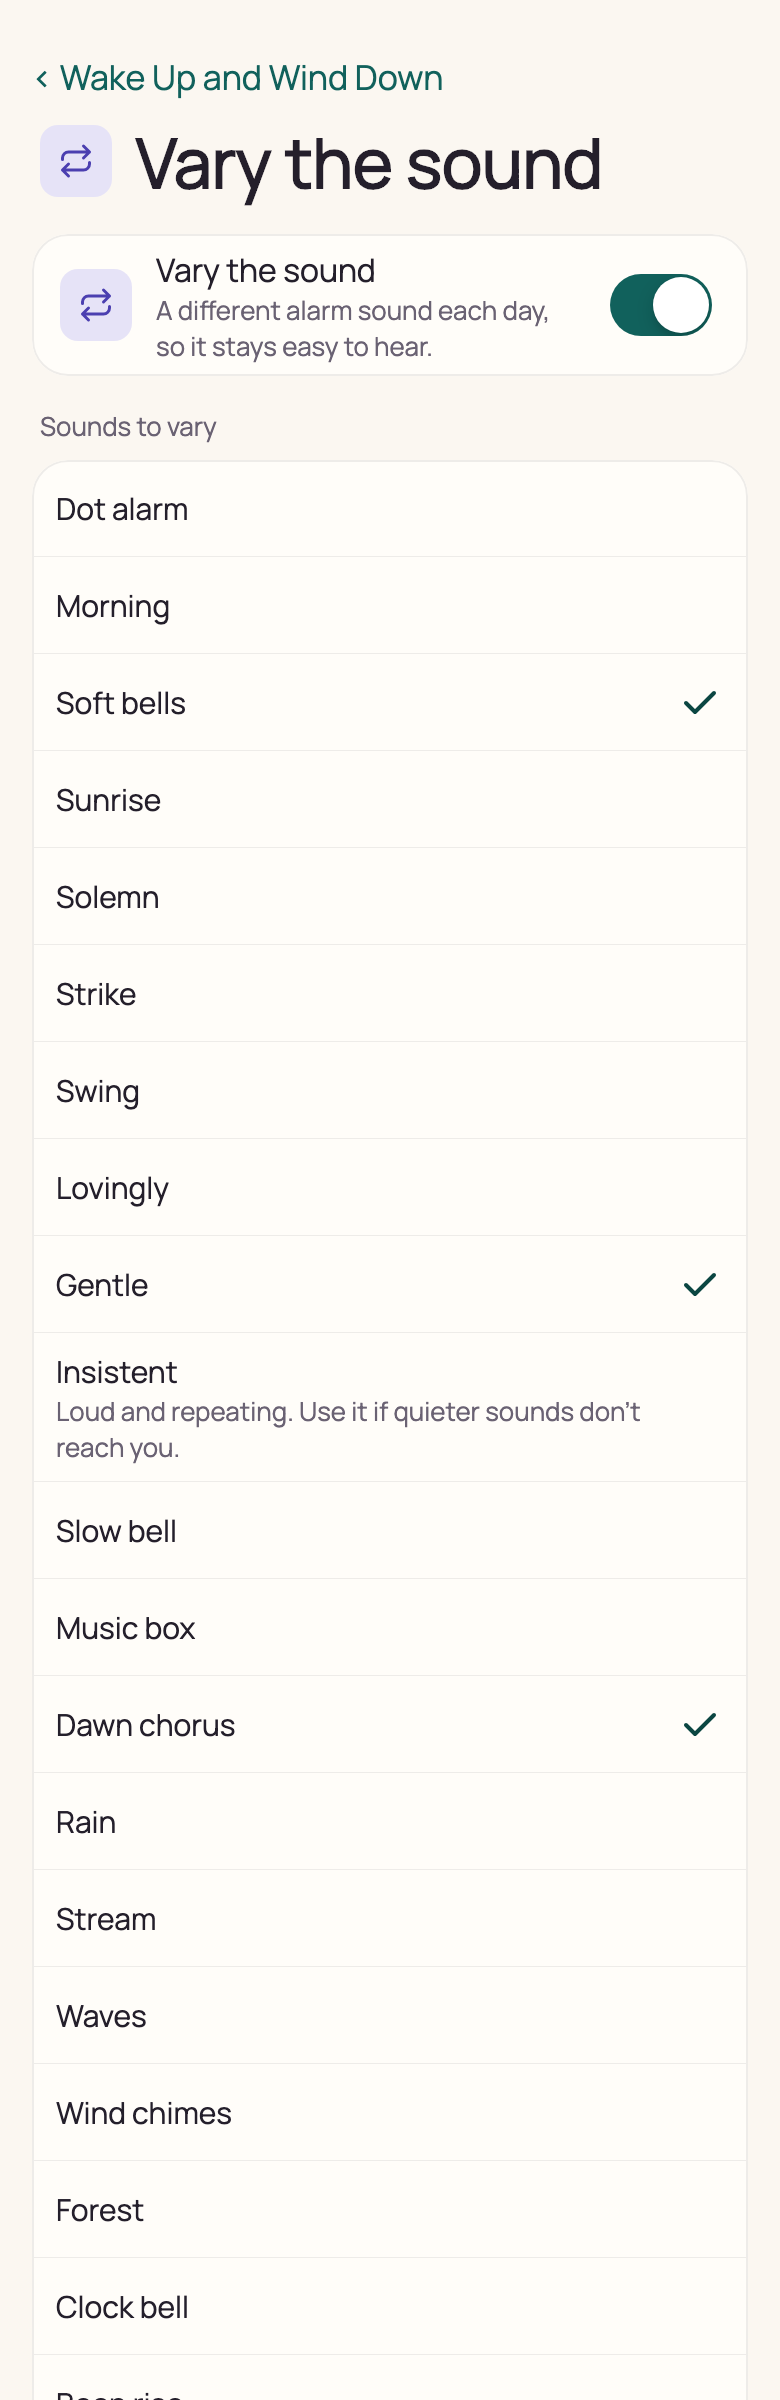 Wake Up and Wind Down
Vary the sound
Vary the sound
A different alarm sound each day,
so it stays easy to hear.
Sounds to vary
Dot alarm
Morning
Soft bells
Sunrise
Solemn
Strike
Swing
Lovingly
Gentle
Insistent
Loud and repeating. Use it if quieter sounds don’t
reach you.
Slow bell
Music box
Dawn chorus
Rain
Stream
Waves
Wind chimes
Forest
Clock bell